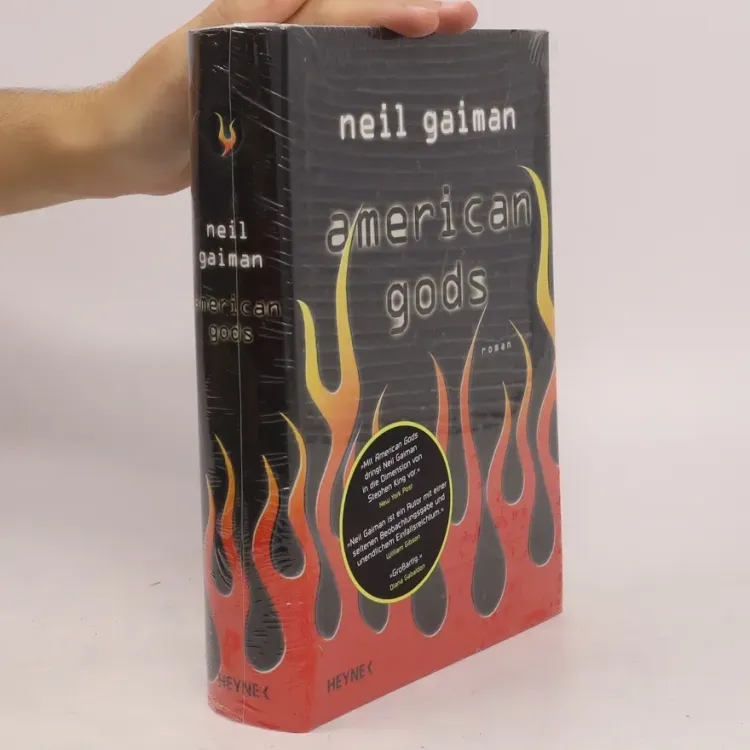 neil
gaiman
american
gods
HEYNE<
neil gaiman
american
gods
roman
»Mit American Gods
dringt Neil Gaiman
in die Dimension von
Stephen King vor.«
New York Post
»Neil Gaiman ist ein Autor mit einer
seltenen Beobachtungsgabe und
unendlichem Einfallsreichtum.«
William Gibson
»Großartig.«
Diana Gabaldon
HEYNE<